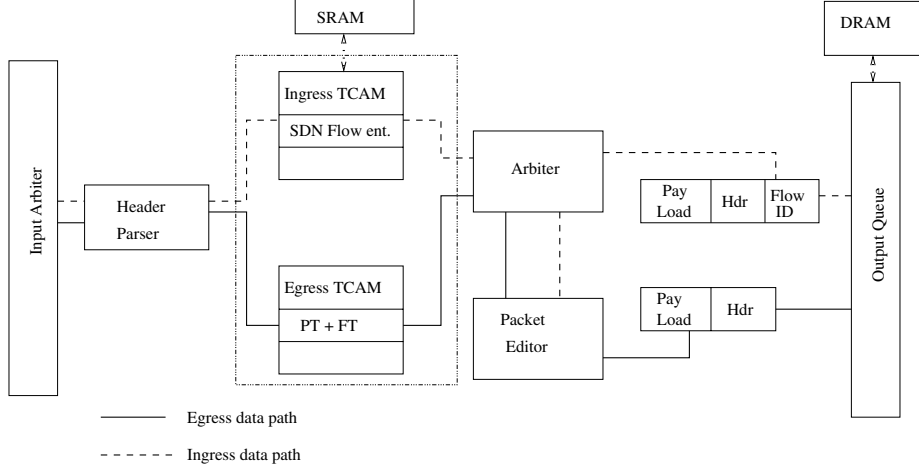 SRAM
DRAM
Input Arbiter
Header
Parser
Ingress TCAM
SDN Flow ent.
Egress TCAM
PT + FT
Arbiter
Packet
Editor
Pay
Load
Hdr
Flow
ID
Pay
Load
Hdr
Output Queue
Egress data path
Ingress data path